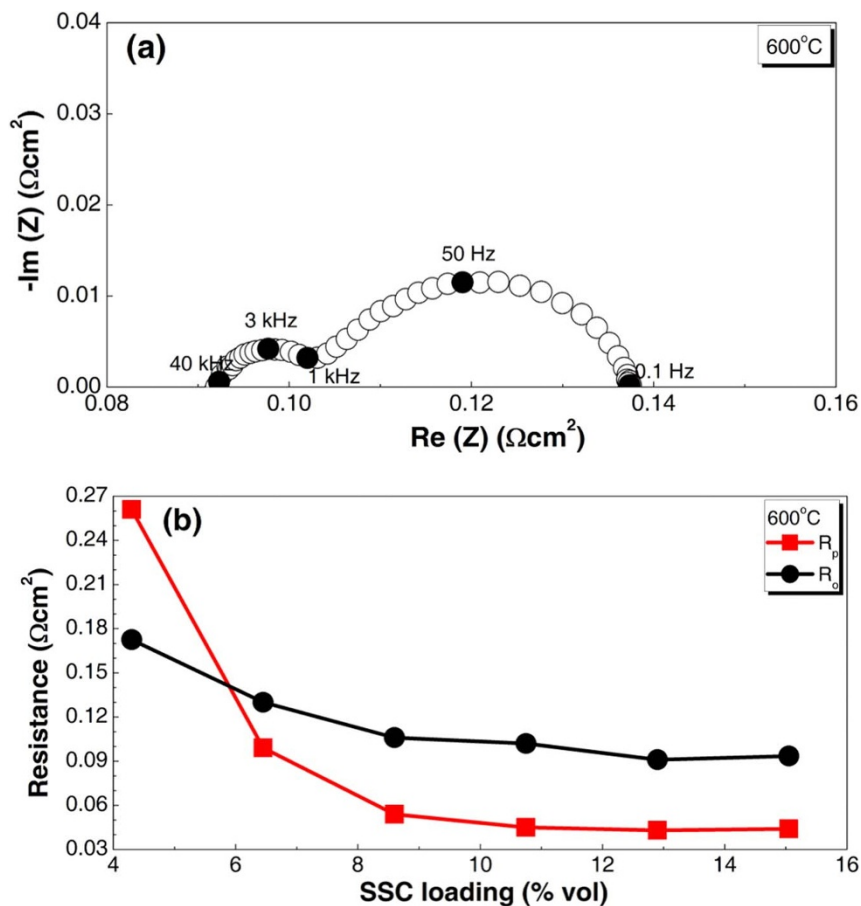 (a)
600°C
0.04
0.03
0.02
0.01
0.00
-Im (Z) (Ωcm²)
50 Hz
3 kHz
40 kHz
1 kHz
0.1 Hz
0.08 0.10 0.12 0.14 0.16
Re (Z) (Ωcm²)
(b)
600°C
Rₚ
Rₒ
0.27
0.24
0.21
0.18
0.15
0.12
0.09
0.06
0.03
Resistance (Ωcm²)
4 6 8 10 12 14 16
SSC loading (% vol)